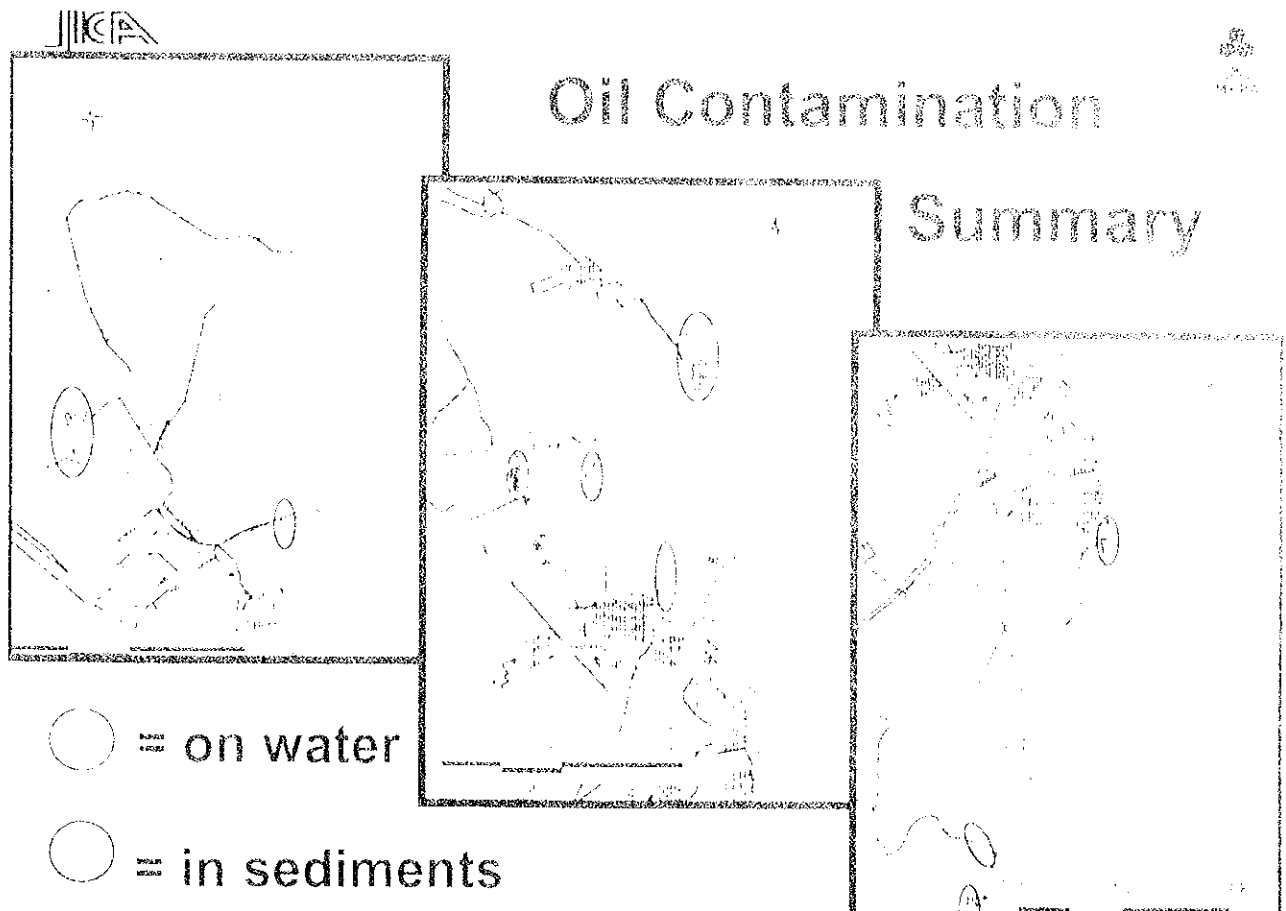 JICA
Oil Contamination
Summary
= on water
= in sediments